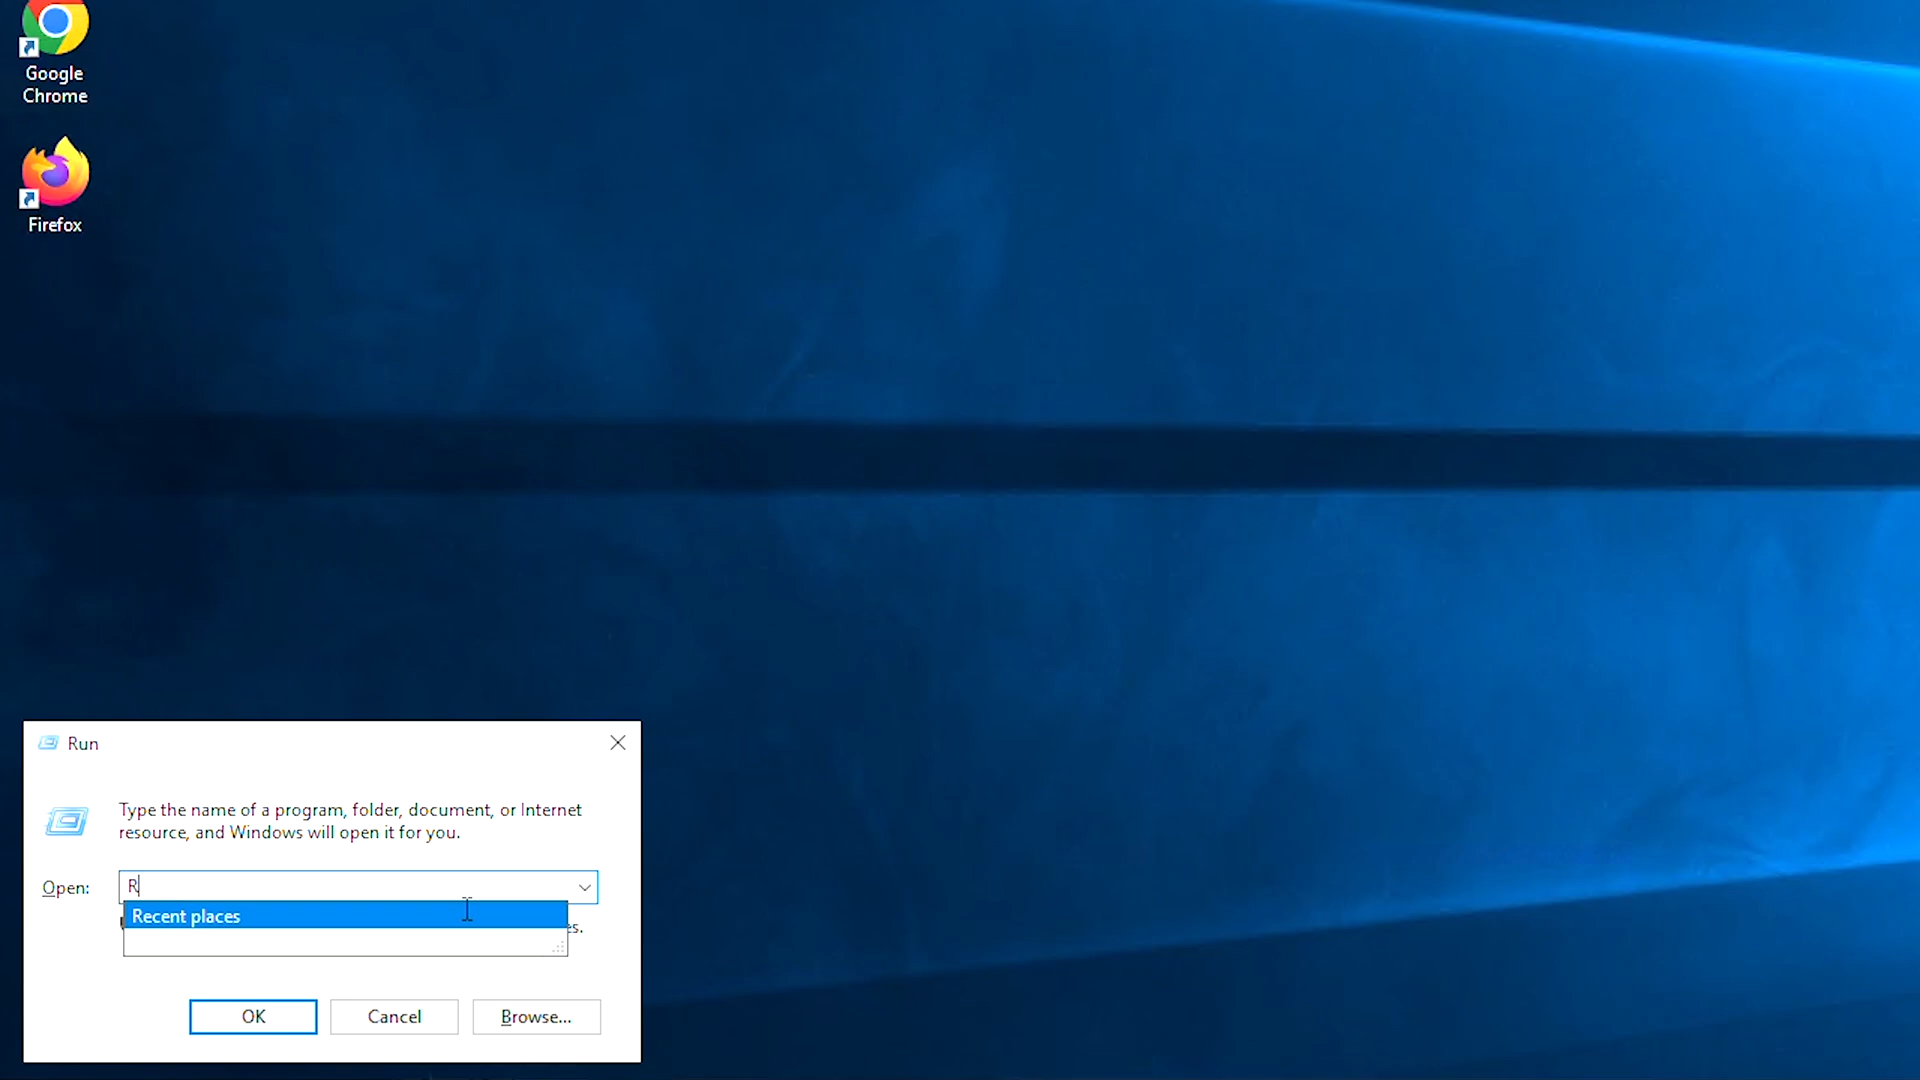 Google
Chrome
Firefox
Run
Type the name of a program, folder, document, or Internet
resource, and Windows will open it for you.
Open:
R
Recent places
es.
OK
Cancel
Browse...